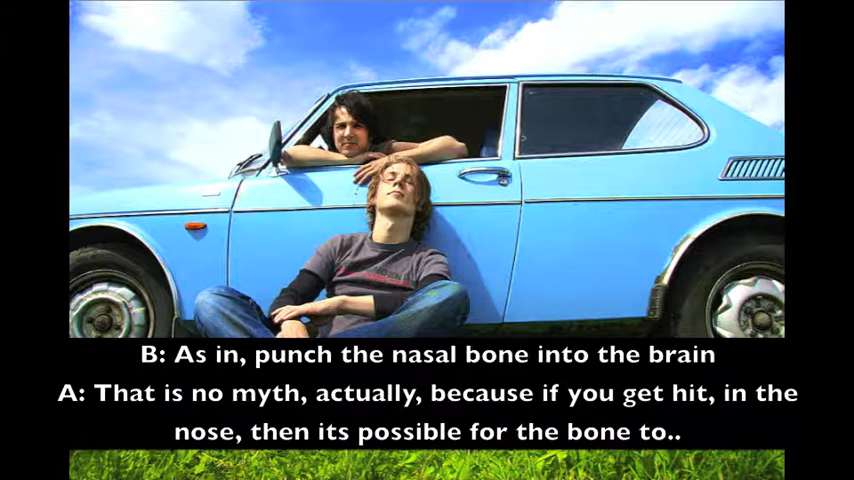 B: As in, punch the nasal bone into the brain
A: That is no myth, actually, because if you get hit, in the
nose, then its possible for the bone to..